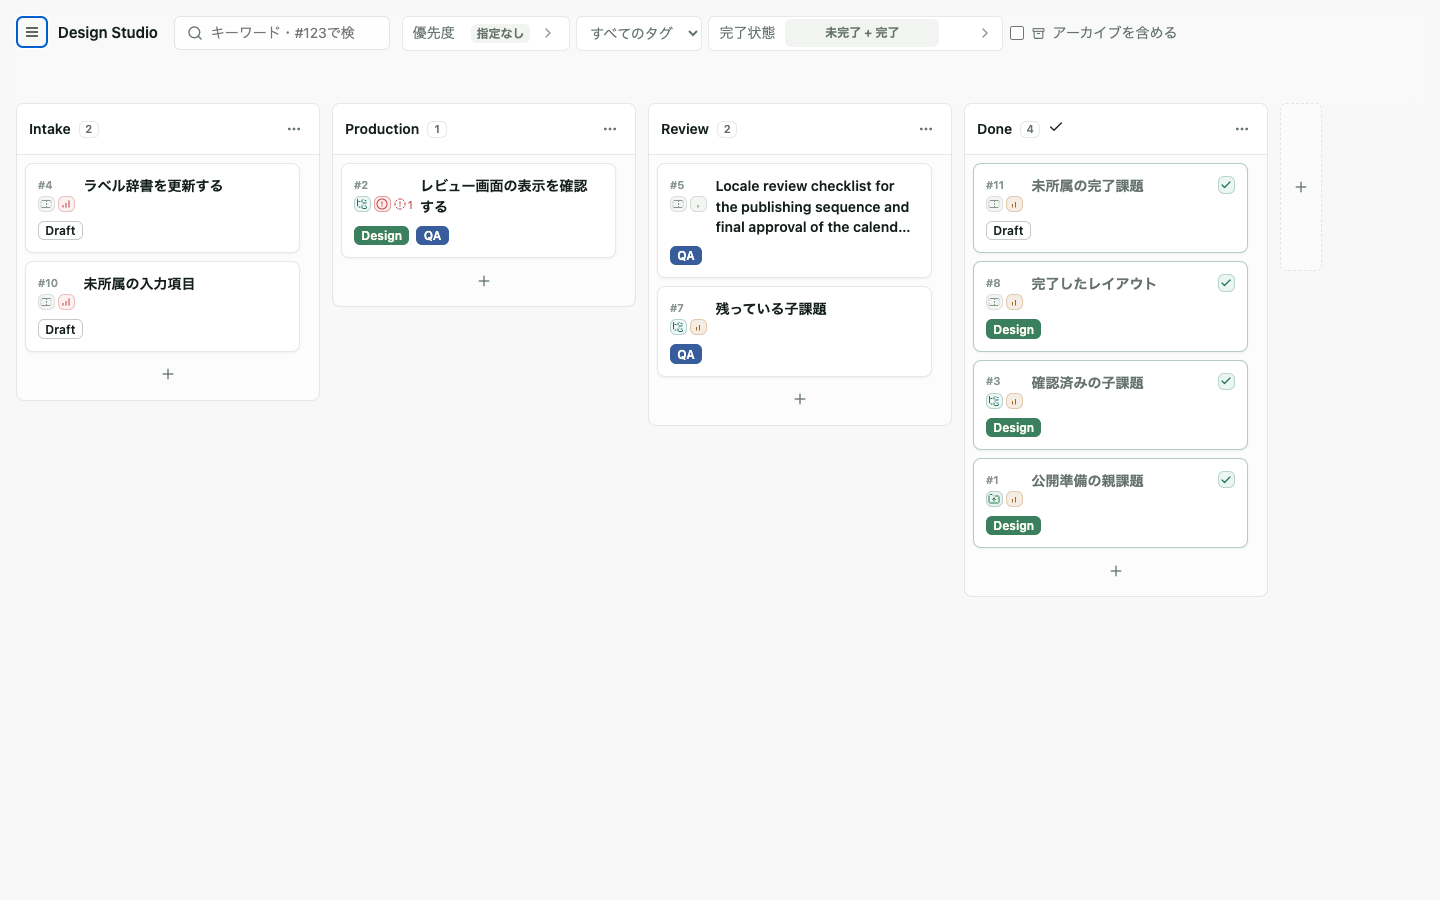 Design Studio
キーワード・#123で検
優先度 指定なし
すべてのタグ
完了状態 未完了 + 完了
アーカイブを含める
Intake 2
#4 ラベル辞書を更新する
Draft
#10 未所属の入力項目
Draft
Production 1
#2 レビュー画面の表示を確認
1 する
Design QA
Review 2
#5 Locale review checklist for
the publishing sequence and
final approval of the calend...
QA
#7 残っている子課題
QA
Done 4
#11 未所属の完了課題
Draft
#8 完了したレイアウト
Design
#3 確認済みの子課題
Design
#1 公開準備の親課題
Design